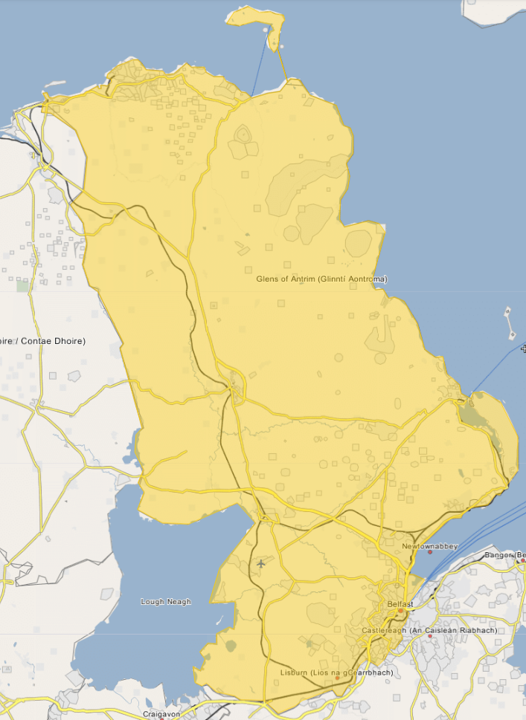 Glens of Antrim (Glinntí Aontroma)
oire / Contae Dhoire)
Newtownabbey
Bangor (Be
Lough Neagh
Belfast
Castlereagh (An Caisleán Riabhach)
Lisburn (Lios na gCearrbhach)
Craigavon